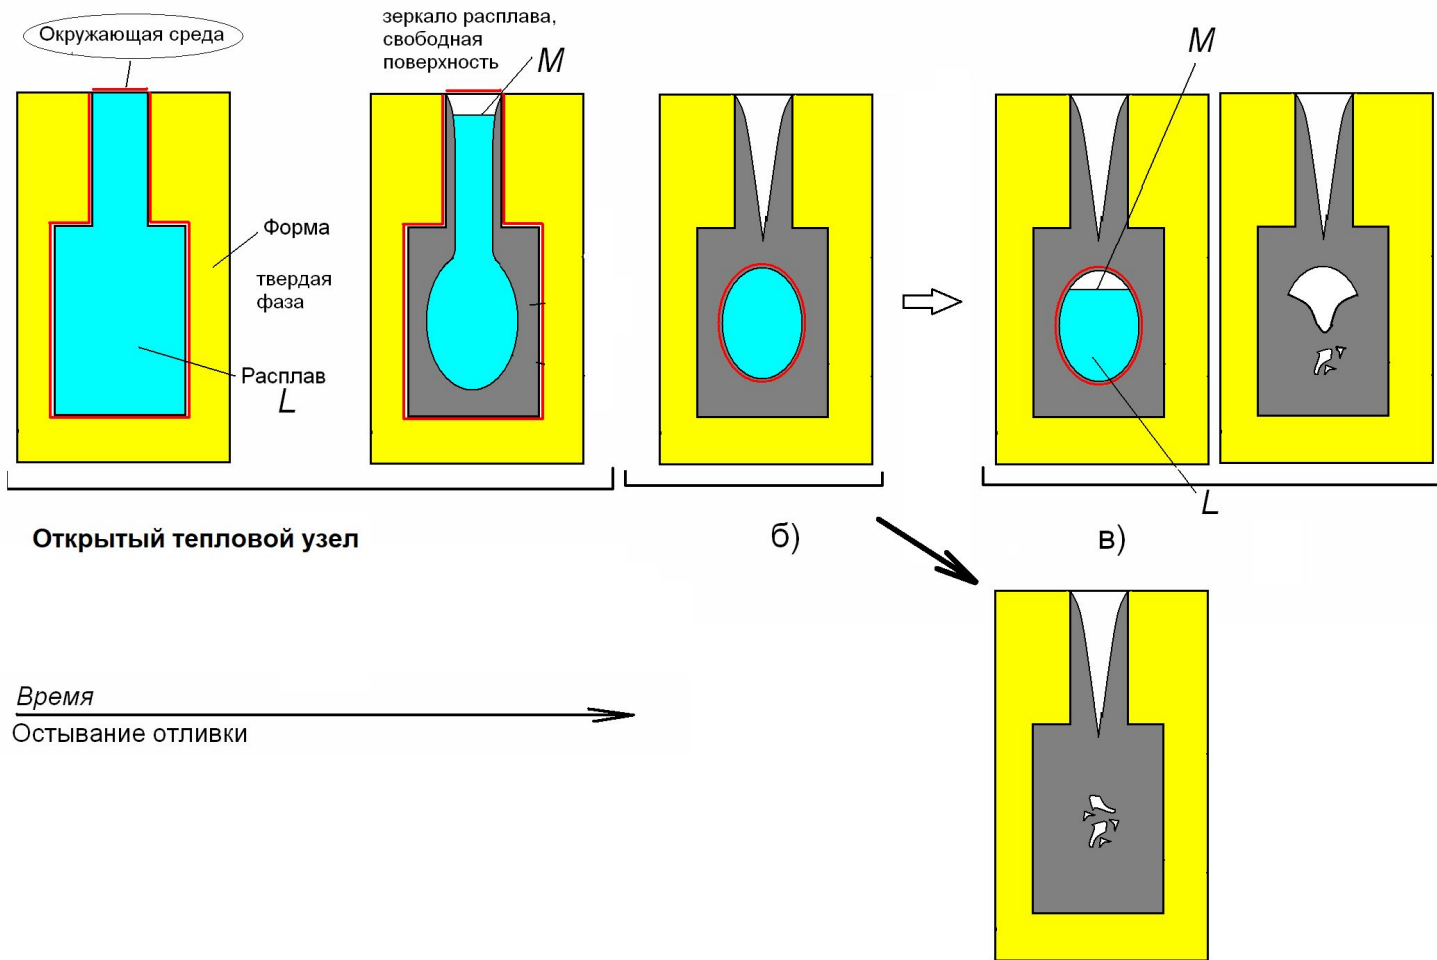 Окружающая среда
зеркало расплава,
свободная
поверхность
M
M
Форма
твердая
фаза
Расплав
L
L
Открытый тепловой узел
б)
в)
Время
Остывание отливки